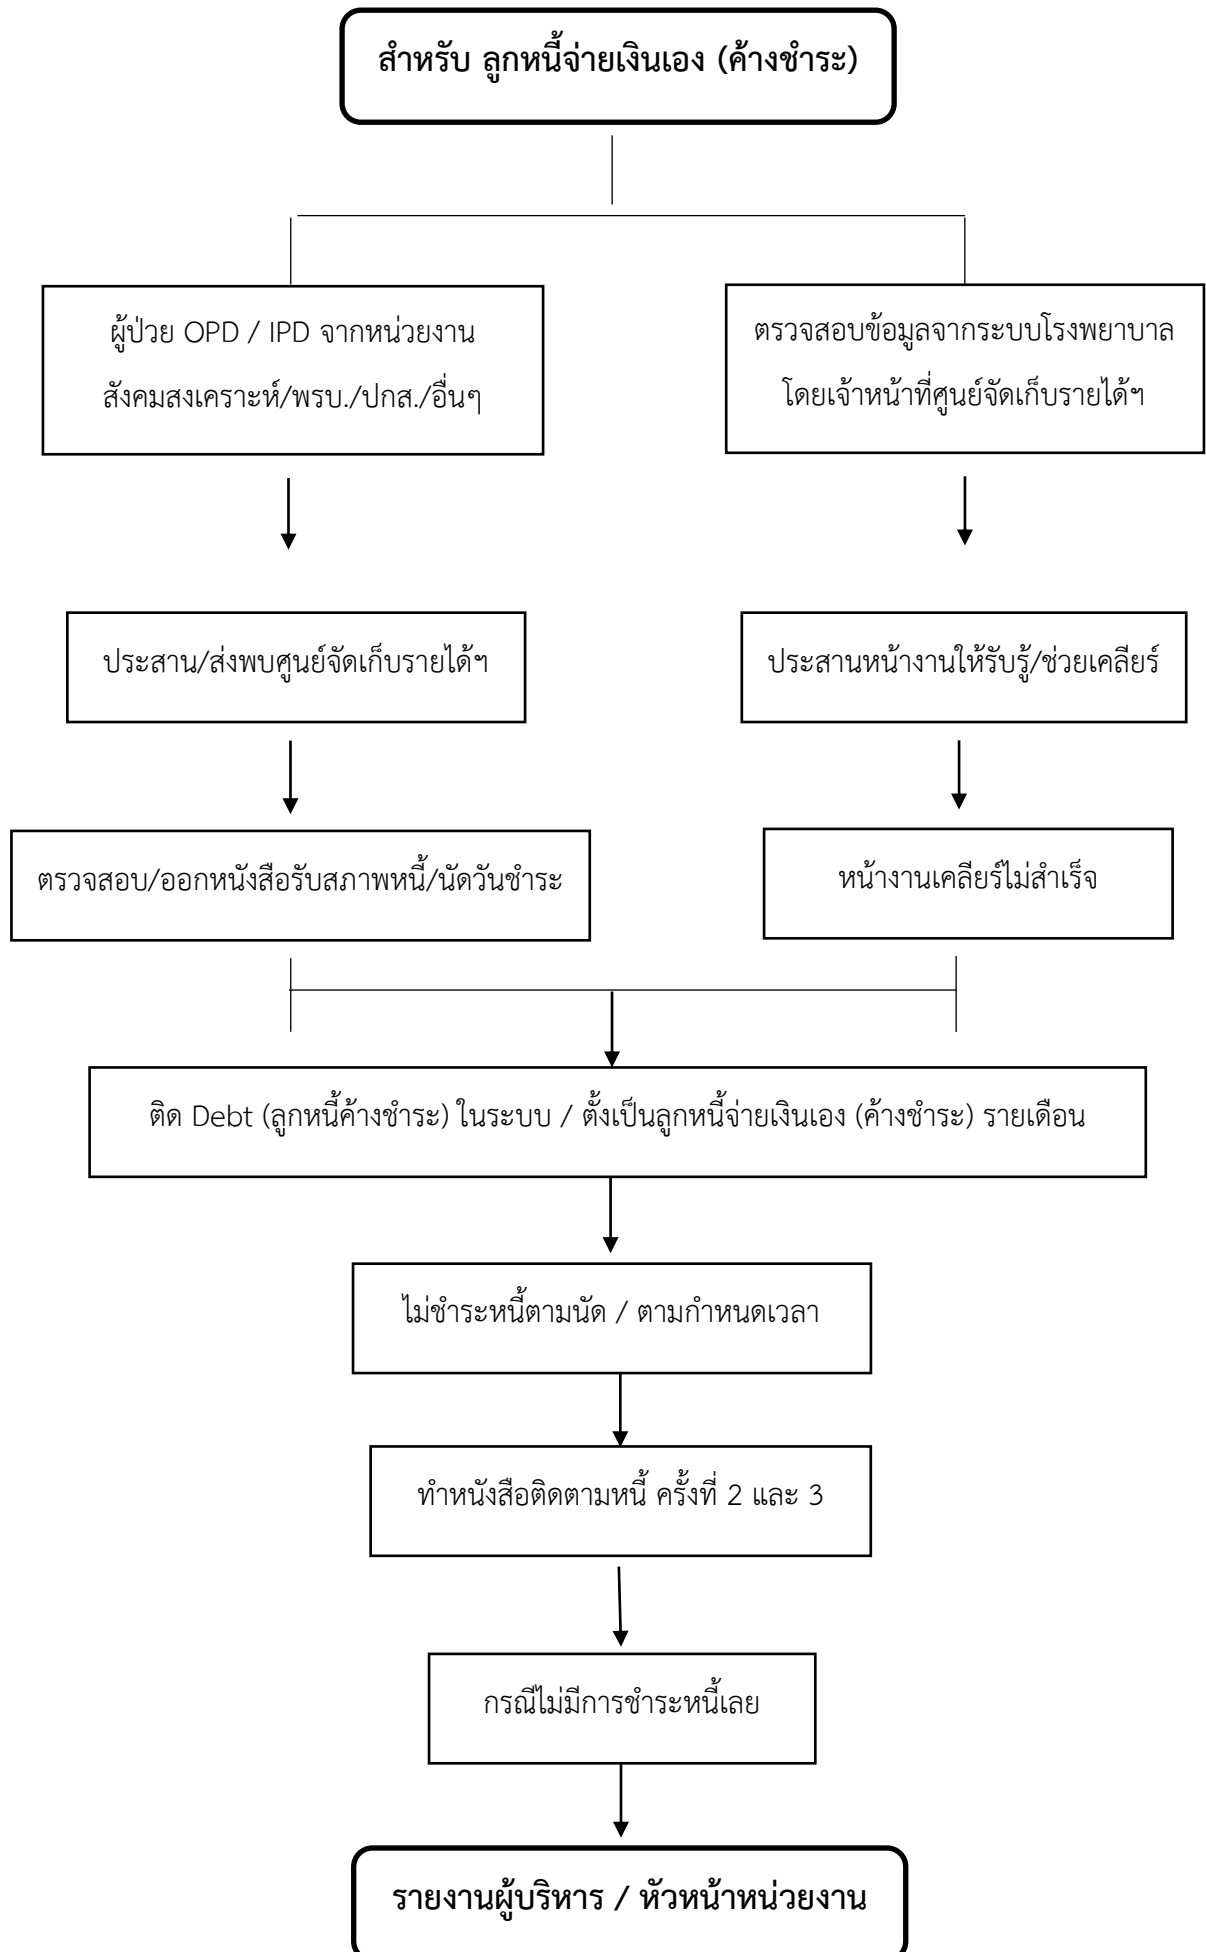 สำหรับ ลูกหนี้จ่ายเงินเอง (ค้างชำระ)
ผู้ป่วย OPD / IPD จากหน่วยงาน
สังคมสงเคราะห์/พรบ./ปกส./อื่นๆ
ตรวจสอบข้อมูลจากระบบโรงพยาบาล
โดยเจ้าหน้าที่ศูนย์จัดเก็บรายได้ฯ
ประสาน/ส่งพบศูนย์จัดเก็บรายได้ฯ
ประสานหน้างานให้รับรู้/ช่วยเคลียร์
ตรวจสอบ/ออกหนังสือรับสภาพหนี้/นัดวันชำระ
หน้างานเคลียร์ไม่สำเร็จ
ติด Debt (ลูกหนี้ค้างชำระ) ในระบบ / ตั้งเป็นลูกหนี้จ่ายเงินเอง (ค้างชำระ) รายเดือน
ไม่ชำระหนี้ตามนัด / ตามกำหนดเวลา
ทำหนังสือติดตามหนี้ ครั้งที่ 2 และ 3
กรณีไม่มีการชำระหนี้เลย
รายงานผู้บริหาร / หัวหน้าหน่วยงาน